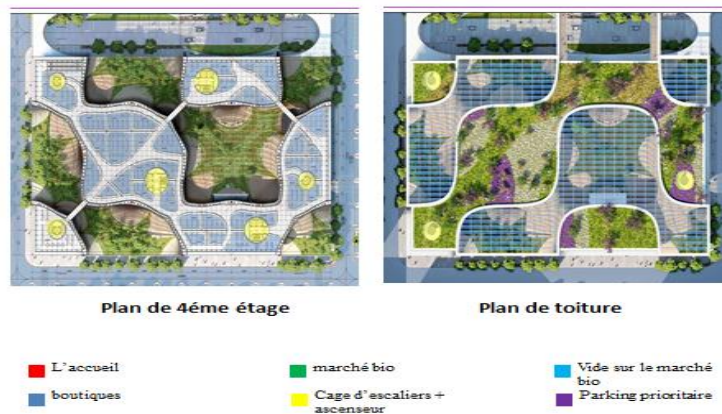 Plan de 4éme étage
Plan de toiture
L'accueil
marché bio
Vide sur le marché
bio
boutiques
Cage d'escaliers +
ascenseur
Parking prioritaire